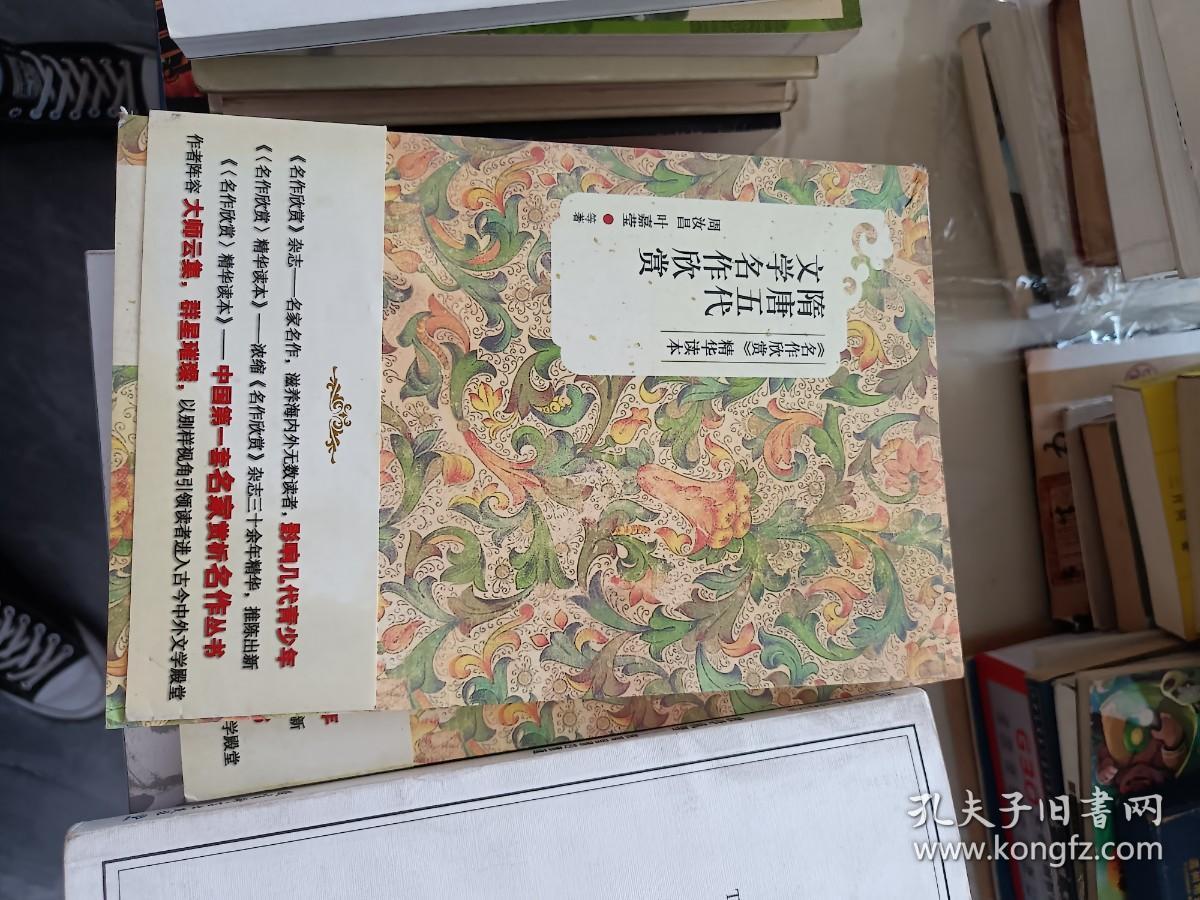 《名作欣赏》精华读本
隋唐五代
文学名作欣赏
周汝昌 叶嘉莹 ● 等著
《名作欣赏》杂志——名家名作，滋养海内外无数读者，影响几代青少年
《〈名作欣赏〉精华读本》——浓缩《名作欣赏》杂志三十余年精华，推陈出新
《〈名作欣赏〉精华读本》——中国第一套名家赏析名作丛书
作者阵容 大师云集，群星璀璨，以别样视角引领读者进入古今中外文学殿堂
年
新
学殿堂
G30
孔夫子旧书网
www.kongfz.com